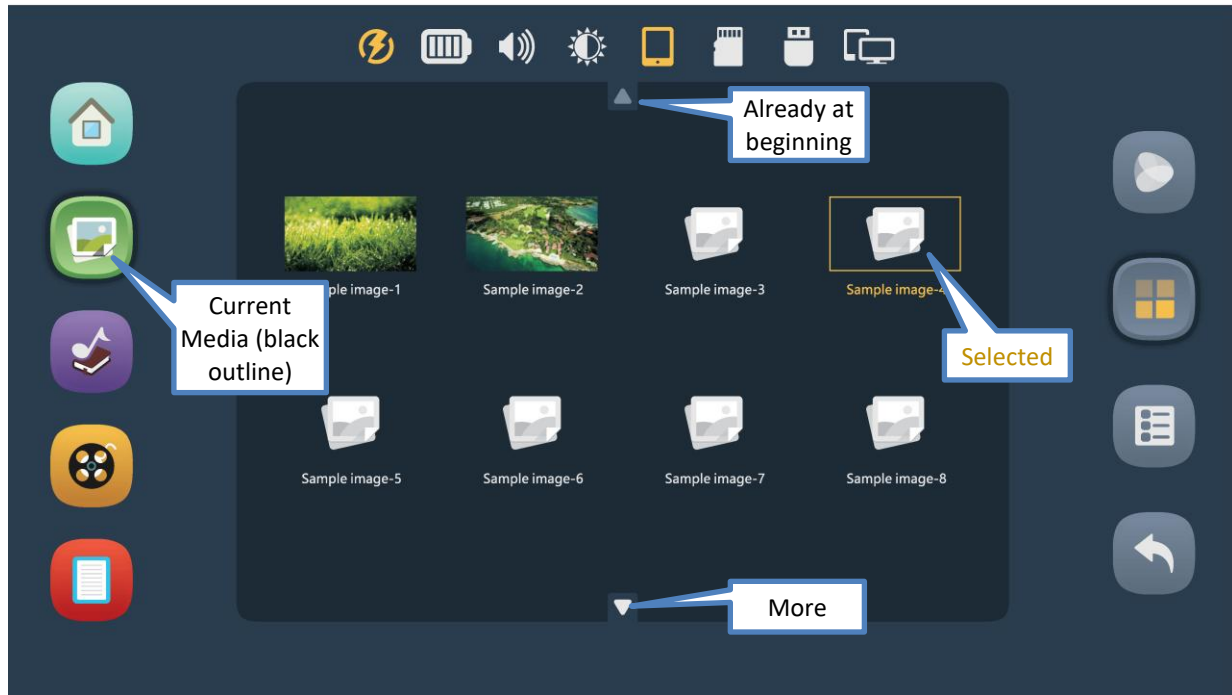 Already at
beginning
ple image-1
Sample image-2
Sample image-3
Sample image-4
Current
Media (black
outline)
Selected
Sample image-5
Sample image-6
Sample image-7
Sample image-8
More